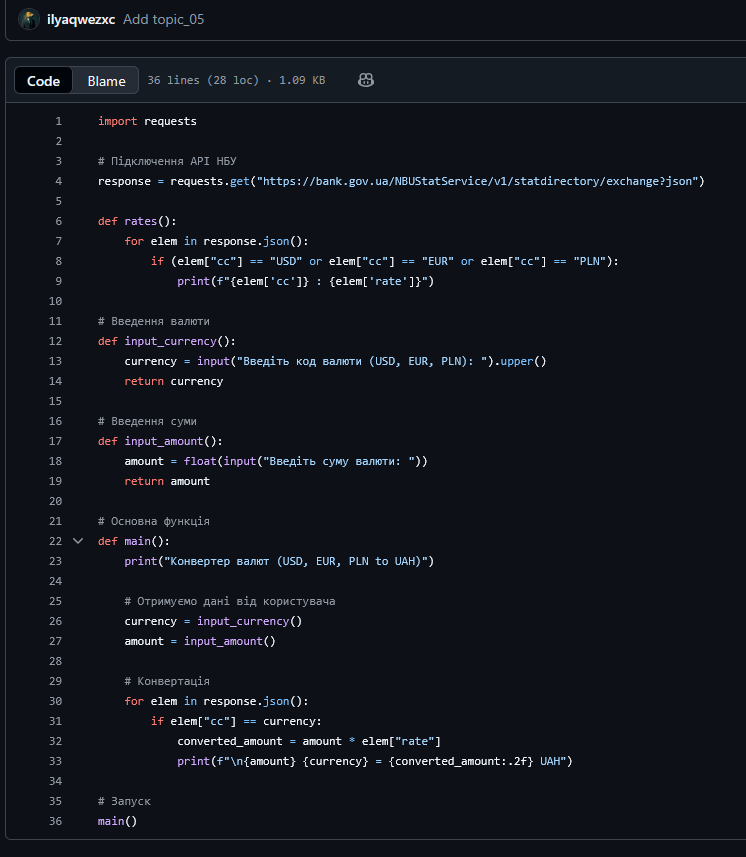 ilyaqwezxc Add topic_05
Code Blame 36 lines (28 loc) · 1.09 KB
1 import requests
2
3 # Підключення API НБУ
4 response = requests.get("https://bank.gov.ua/NBUStatService/v1/statdirectory/exchange?json")
5
6 def rates():
7     for elem in response.json():
8         if (elem["cc"] == "USD" or elem["cc"] == "EUR" or elem["cc"] == "PLN"):
9             print(f"{elem['cc']} : {elem['rate']}")
10
11 # Введення валюти
12 def input_currency():
13     currency = input("Введіть код валюти (USD, EUR, PLN): ").upper()
14     return currency
15
16 # Введення суми
17 def input_amount():
18     amount = float(input("Введіть суму валюти: "))
19     return amount
20
21 # Основна функція
22 def main():
23     print("Конвертер валют (USD, EUR, PLN to UAH)")
24
25     # Отримуємо дані від користувача
26     currency = input_currency()
27     amount = input_amount()
28
29     # Конвертація
30     for elem in response.json():
31         if elem["cc"] == currency:
32             converted_amount = amount * elem["rate"]
33             print(f"\n{amount} {currency} = {converted_amount:.2f} UAH")
34
35 # Запуск
36 main()